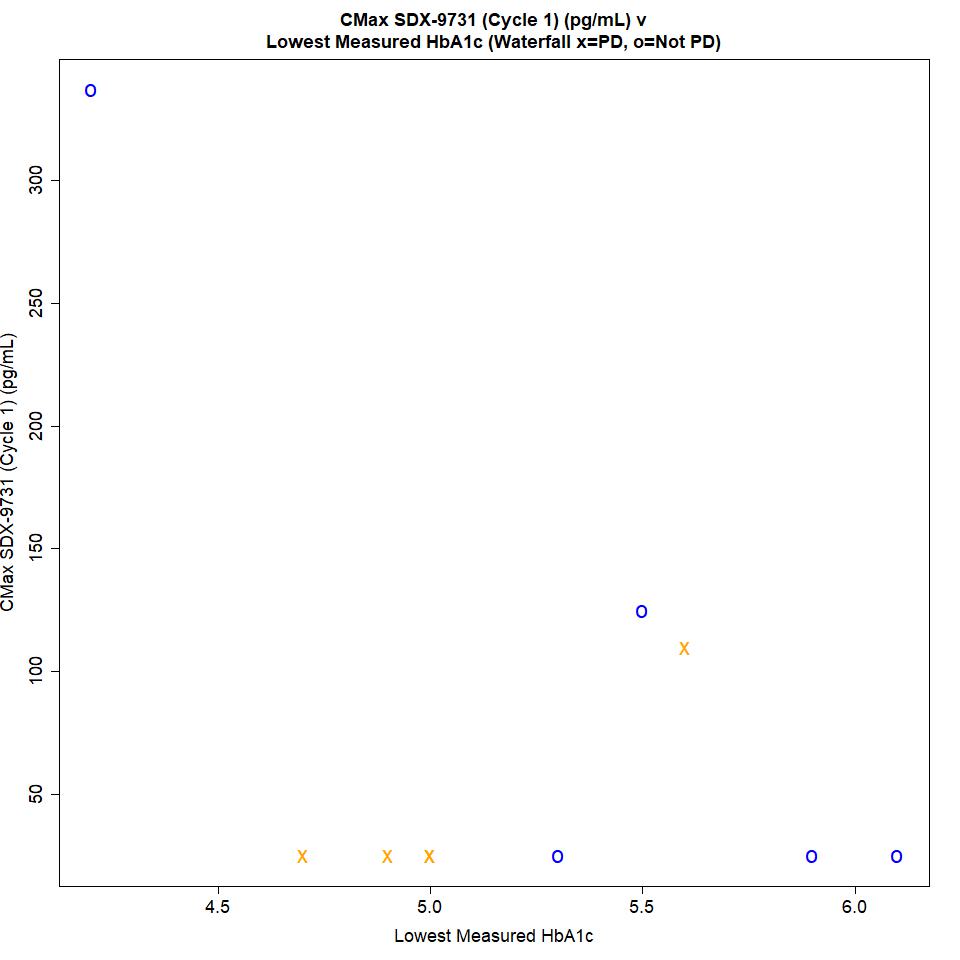 CMax SDX-9731 (Cycle 1) (pg/mL) v
Lowest Measured HbA1c (Waterfall x=PD, o=Not PD)
CMax SDX-9731 (Cycle 1) (pg/mL)
300
250
200
150
100
50
O
O
X
X
X
X
O
O
O
4.5
5.0
5.5
6.0
Lowest Measured HbA1c